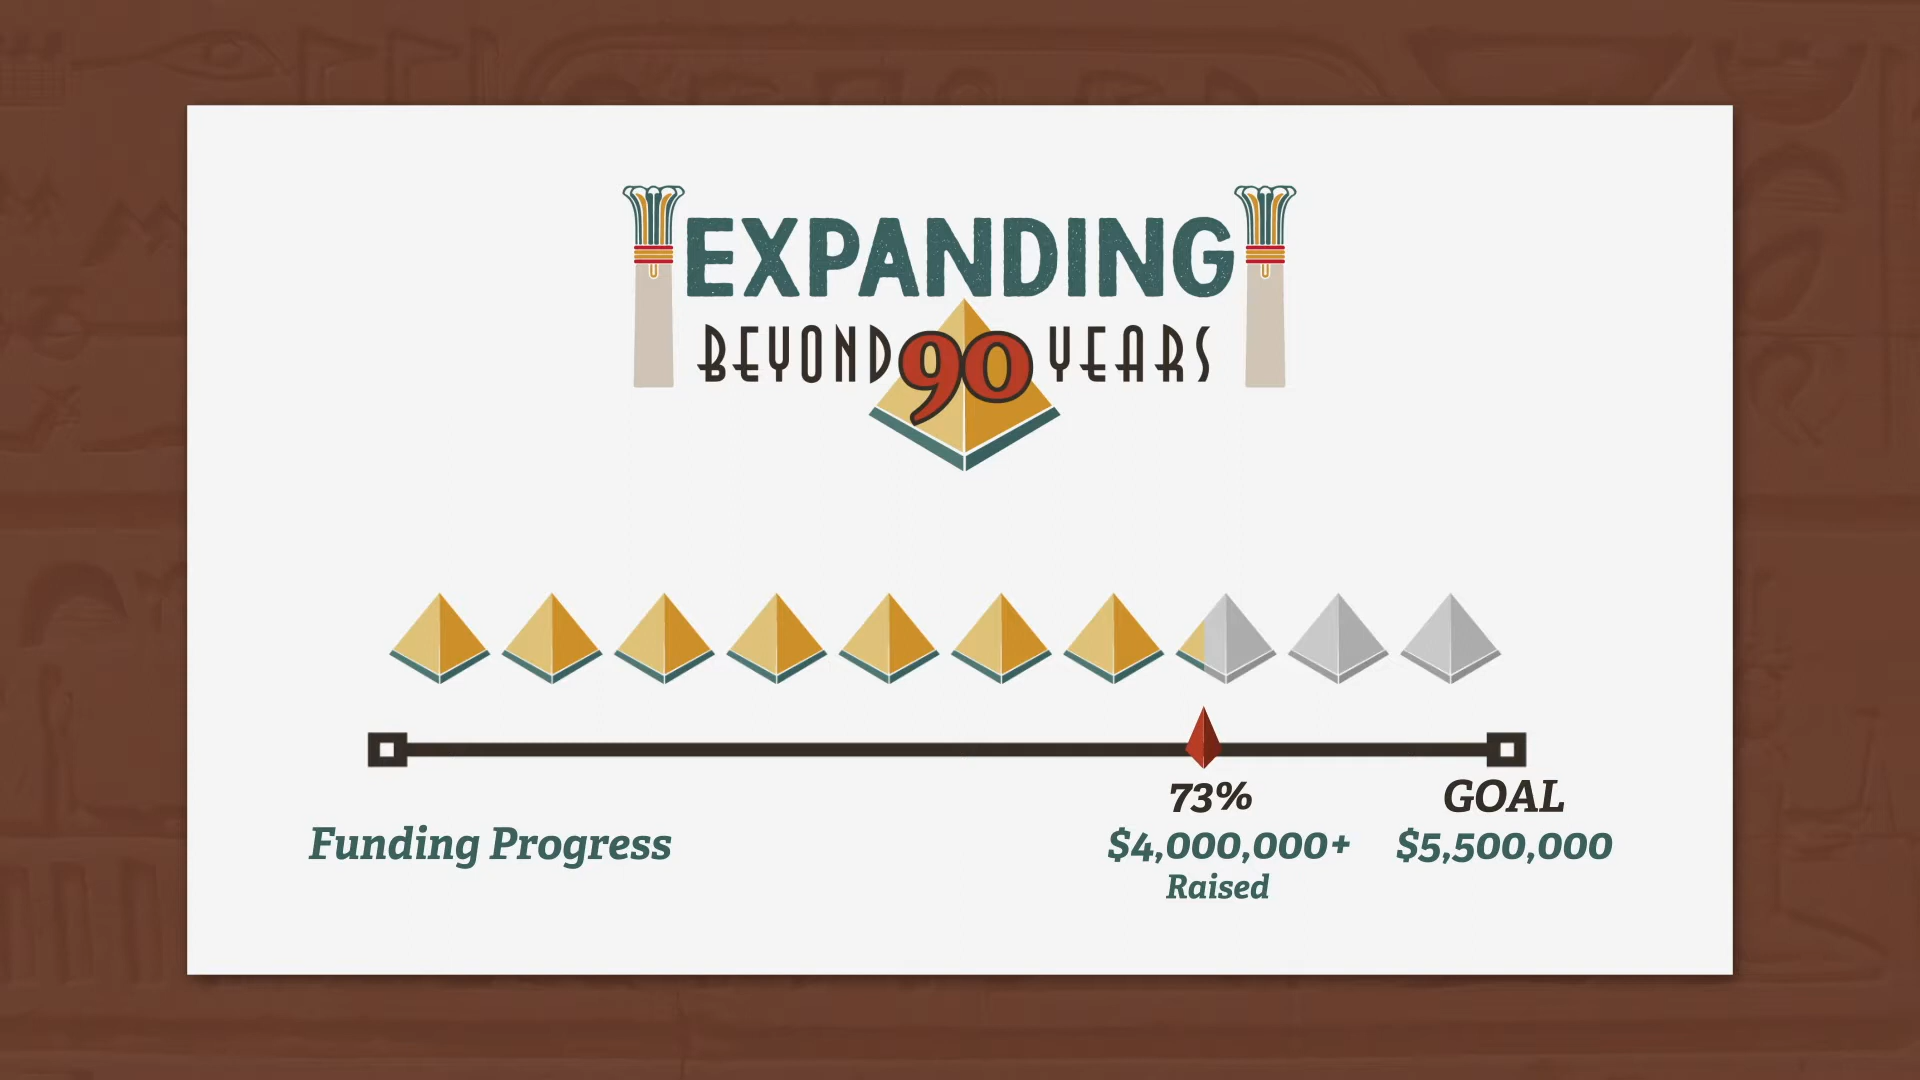 EXPANDING
BEYOND 90 YEARS
73%
GOAL
Funding Progress
$4,000,000+
$5,500,000
Raised